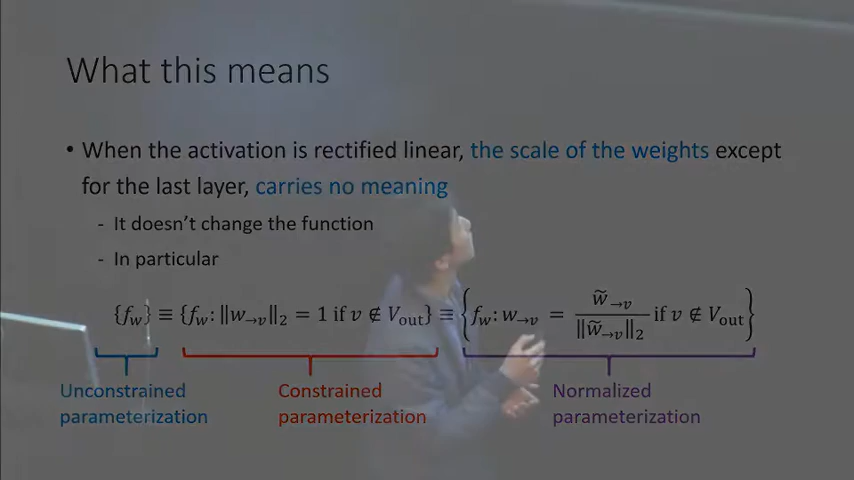 What this means
• When the activation is rectified linear, the scale of the weights except
for the last layer, carries no meaning
- It doesn't change the function
- In particular
{f_w} ≡ {f_w: ‖w_→v‖_2 = 1 if v ∉ V_out} ≡ {f_w: w_→v = w̃_→v / ‖w̃_→v‖_2 if v ∉ V_out}
Unconstrained Constrained Normalized
parameterization parameterization parameterization